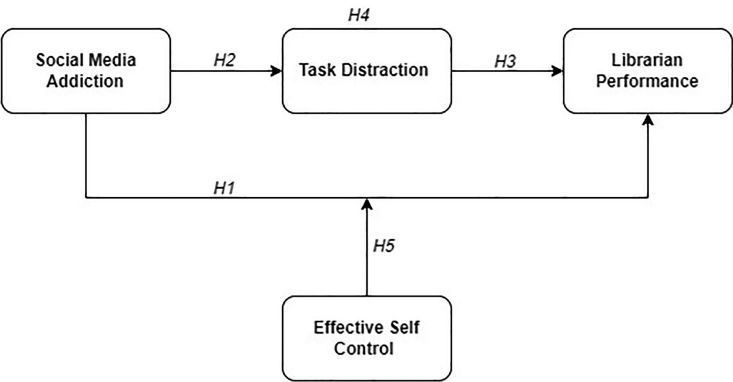 H4
Social Media
Addiction
H2
Task Distraction
H3
Librarian
Performance
H1
H5
Effective Self
Control